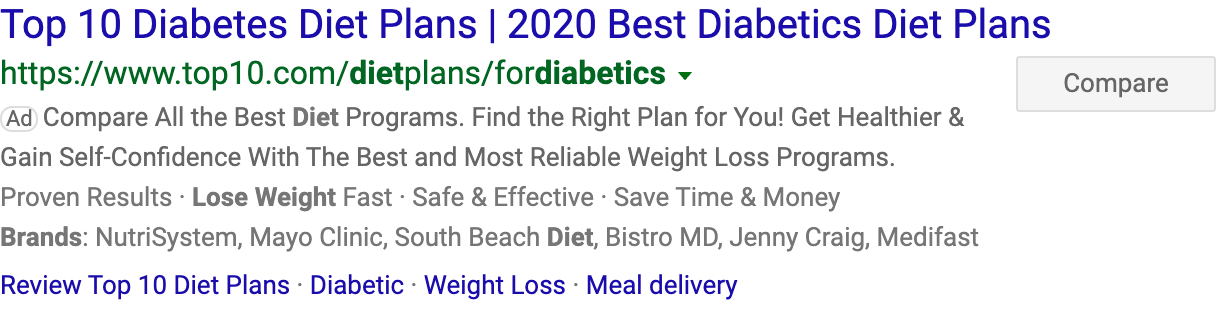 Top 10 Diabetes Diet Plans | 2020 Best Diabetics Diet Plans
https://www.top10.com/dietplans/fordiabetics
Compare
Ad Compare All the Best Diet Programs. Find the Right Plan for You! Get Healthier &
Gain Self-Confidence With The Best and Most Reliable Weight Loss Programs.
Proven Results · Lose Weight Fast · Safe & Effective · Save Time & Money
Brands: NutriSystem, Mayo Clinic, South Beach Diet, Bistro MD, Jenny Craig, Medifast
Review Top 10 Diet Plans · Diabetic · Weight Loss · Meal delivery